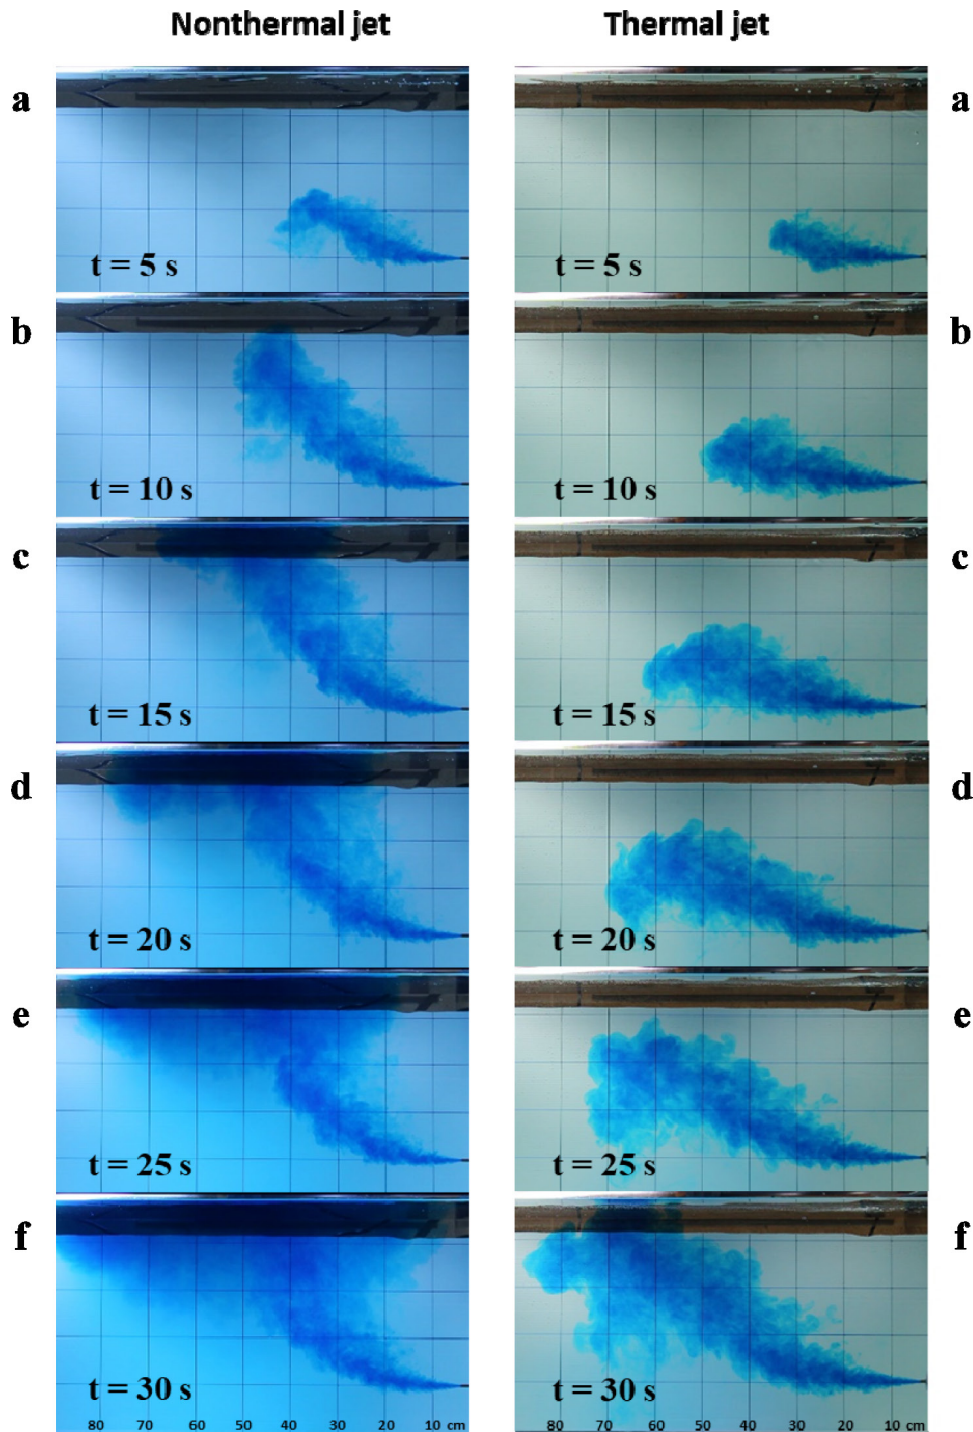 Nonthermal jet Thermal jet
a a
t = 5 s t = 5 s
b b
t = 10 s t = 10 s
c c
t = 15 s t = 15 s
d d
t = 20 s t = 20 s
e e
t = 25 s t = 25 s
f f
t = 30 s t = 30 s
80 70 60 50 40 30 20 10 cm 80 70 60 50 40 30 20 10 cm